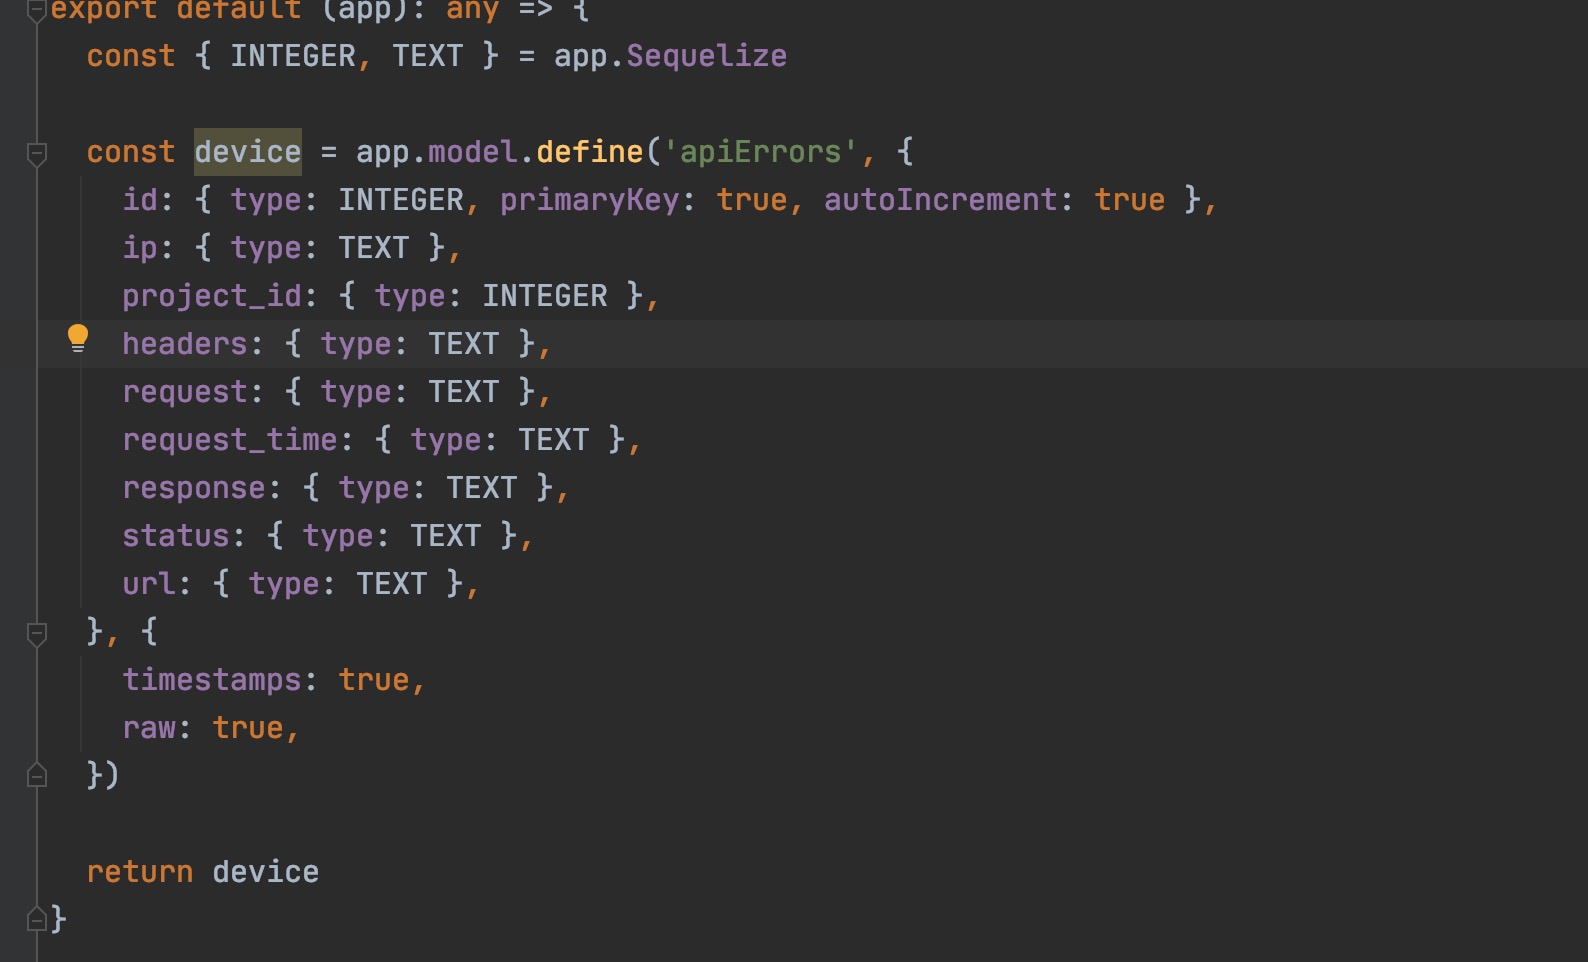 export default (app): any => {
const { INTEGER, TEXT } = app.Sequelize
const device = app.model.define('apiErrors', {
id: { type: INTEGER, primaryKey: true, autoIncrement: true },
ip: { type: TEXT },
project_id: { type: INTEGER },
headers: { type: TEXT },
request: { type: TEXT },
request_time: { type: TEXT },
response: { type: TEXT },
status: { type: TEXT },
url: { type: TEXT },
}, {
timestamps: true,
raw: true,
})
return device
}